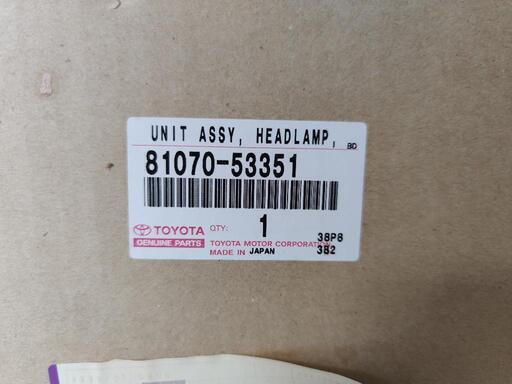 UNIT ASSY, HEADLAMP, BD
81070-53351
TOYOTA QTY: 1
GENUINE PARTS TOYOTA MOTOR CORPORATION 38P8
MADE IN JAPAN 382